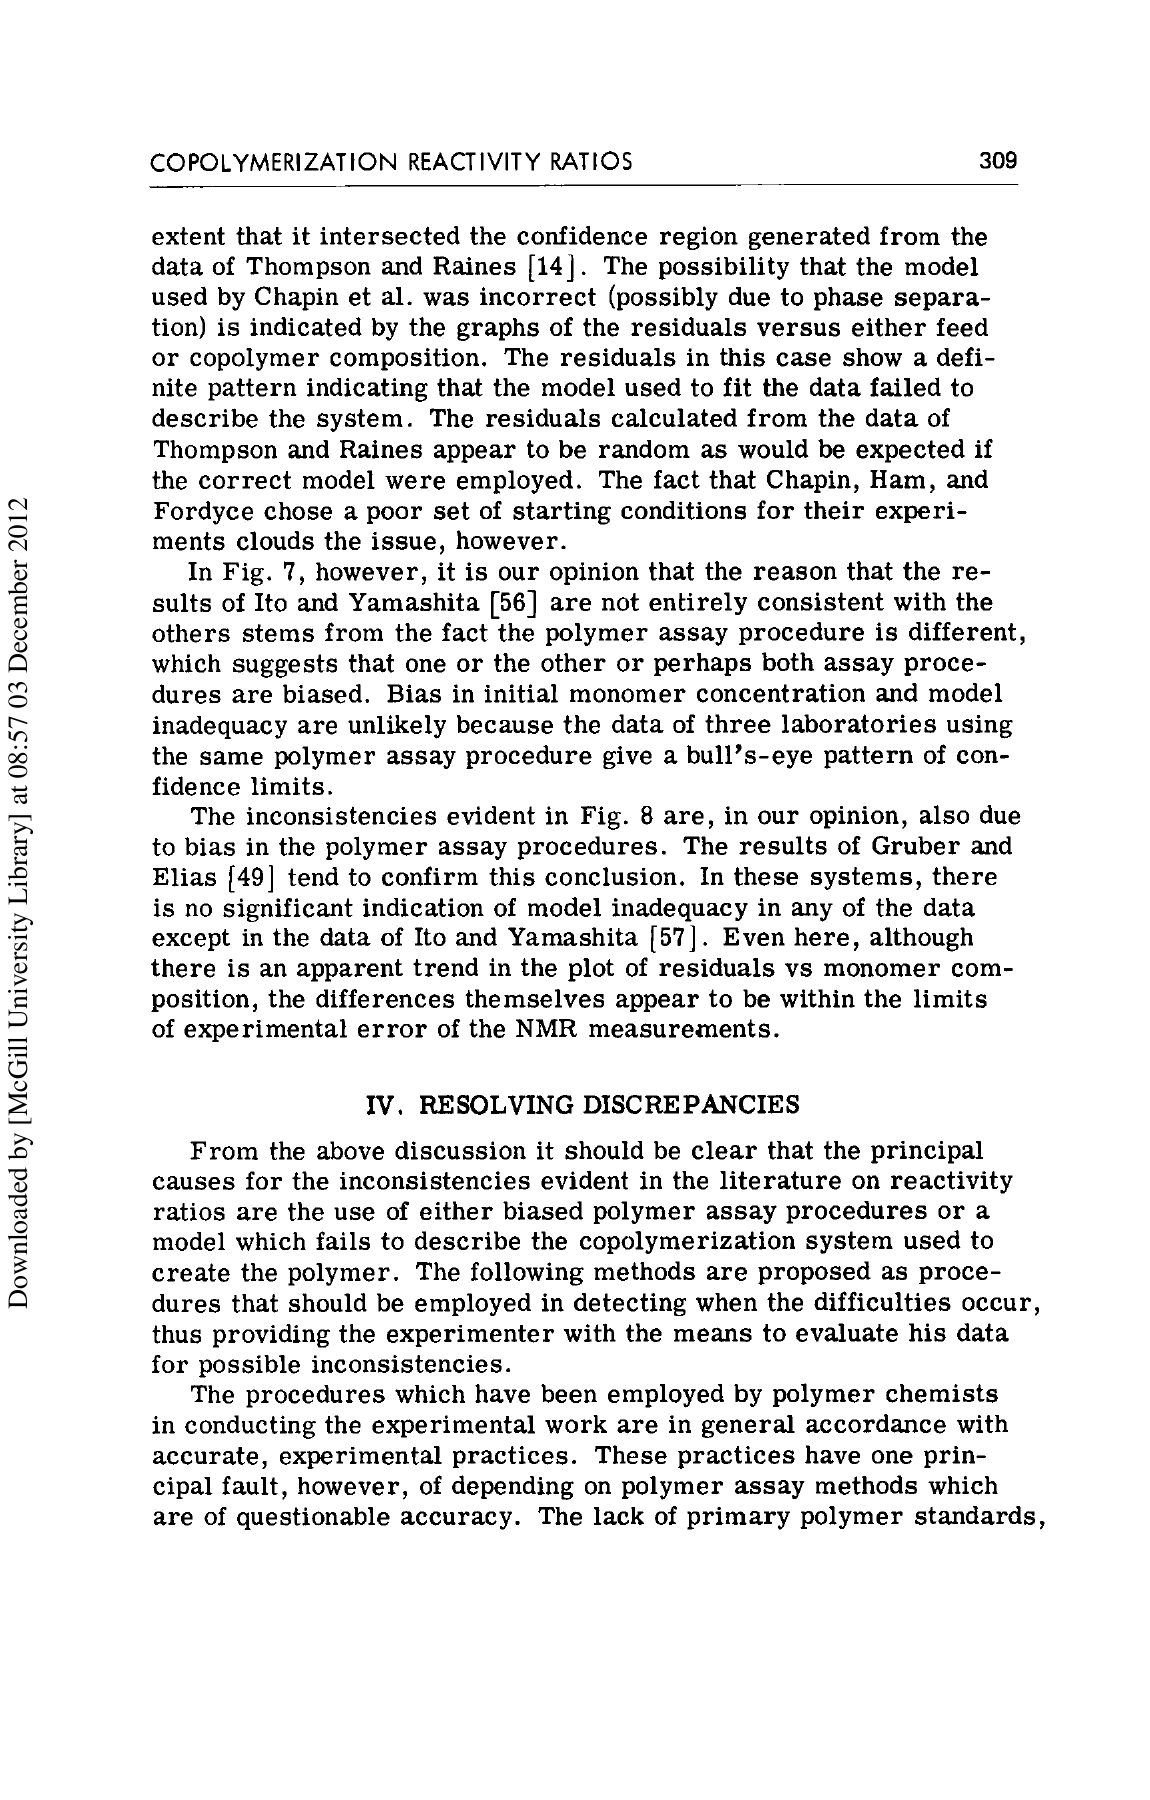 COPOLYMERIZATION REACTIVITY RATIOS 309
extent that it intersected the confidence region generated from the
data of Thompson and Raines [14]. The possibility that the model
used by Chapin et al. was incorrect (possibly due to phase separa-
tion) is indicated by the graphs of the residuals versus either feed
or copolymer composition. The residuals in this case show a defi-
nite pattern indicating that the model used to fit the data failed to
describe the system. The residuals calculated from the data of
Thompson and Raines appear to be random as would be expected if
the correct model were employed. The fact that Chapin, Ham, and
Fordyce chose a poor set of starting conditions for their experi-
ments clouds the issue, however.
In Fig. 7, however, it is our opinion that the reason that the re-
sults of Ito and Yamashita [56] are not entirely consistent with the
others stems from the fact the polymer assay procedure is different,
which suggests that one or the other or perhaps both assay proce-
dures are biased. Bias in initial monomer concentration and model
inadequacy are unlikely because the data of three laboratories using
the same polymer assay procedure give a bull's-eye pattern of con-
fidence limits.
The inconsistencies evident in Fig. 8 are, in our opinion, also due
to bias in the polymer assay procedures. The results of Gruber and
Elias [49] tend to confirm this conclusion. In these systems, there
is no significant indication of model inadequacy in any of the data
except in the data of Ito and Yamashita [57]. Even here, although
there is an apparent trend in the plot of residuals vs monomer com-
position, the differences themselves appear to be within the limits
of experimental error of the NMR measurements.
IV. RESOLVING DISCREPANCIES
From the above discussion it should be clear that the principal
causes for the inconsistencies evident in the literature on reactivity
ratios are the use of either biased polymer assay procedures or a
model which fails to describe the copolymerization system used to
create the polymer. The following methods are proposed as proce-
dures that should be employed in detecting when the difficulties occur,
thus providing the experimenter with the means to evaluate his data
for possible inconsistencies.
The procedures which have been employed by polymer chemists
in conducting the experimental work are in general accordance with
accurate, experimental practices. These practices have one prin-
cipal fault, however, of depending on polymer assay methods which
are of questionable accuracy. The lack of primary polymer standards,
Downloaded by [McGill University Library] at 08:57 03 December 2012